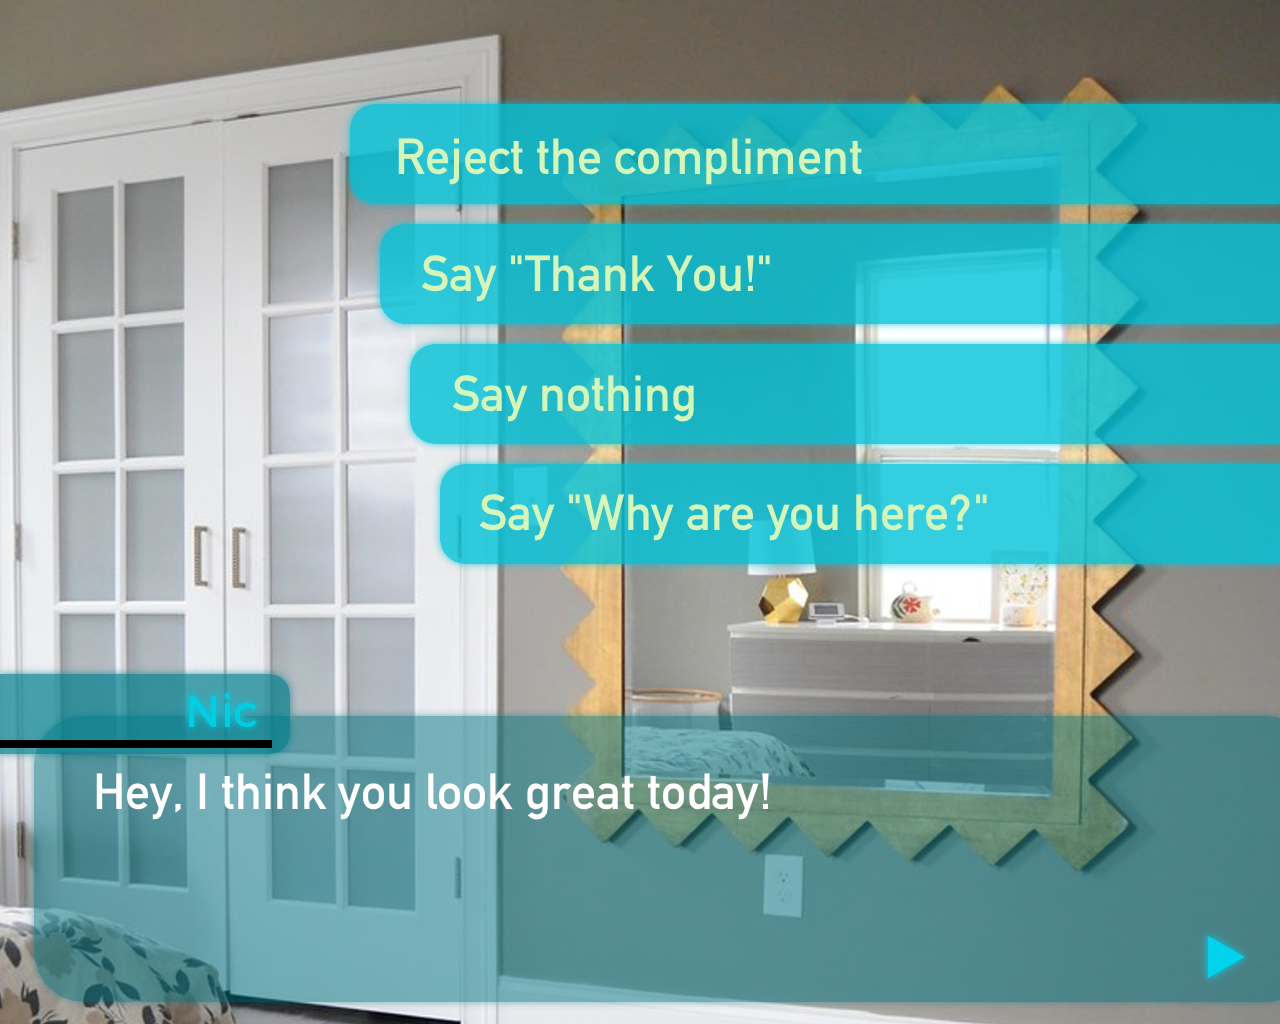 Reject the compliment
Say "Thank You!"
Say nothing
Say "Why are you here?"
Nic
Hey, I think you look great today!